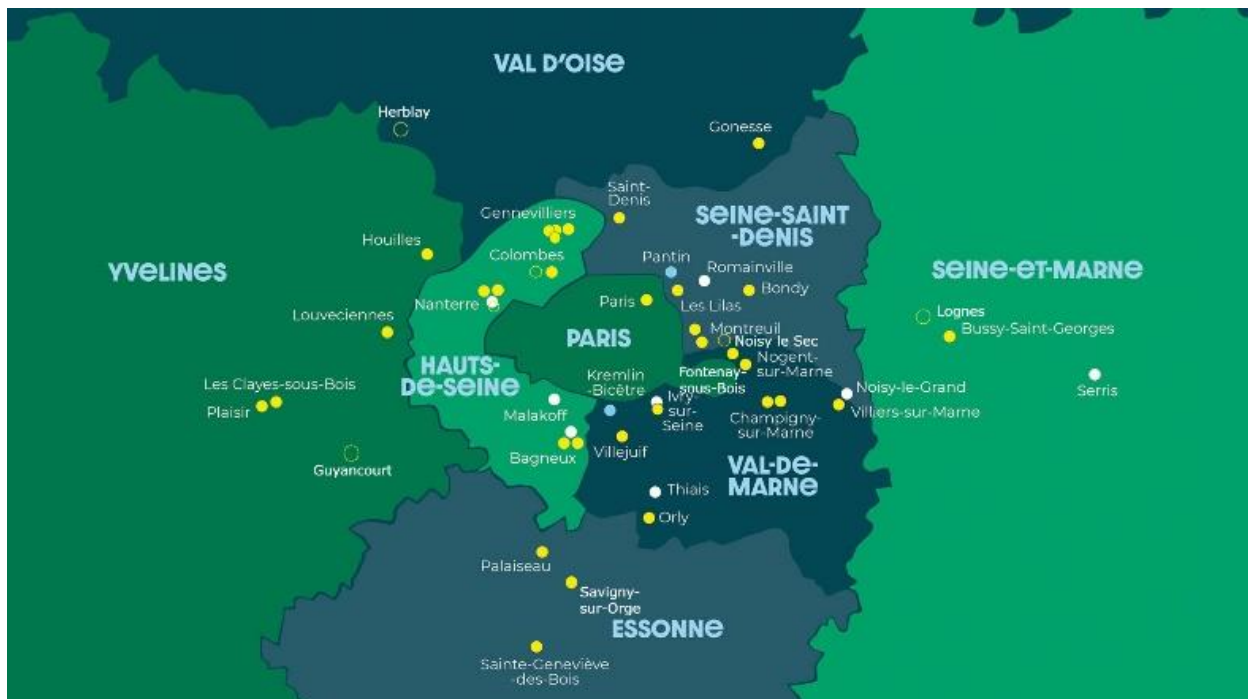 VAL D'OISE
Herblay
Gonesse
Saint-
Denis
Gennevilliers
SEINE-SAINT
-DENIS
Houilles
Colombes
Pantin
Romainville
YVELINES
SEINE-ET-MARNE
Nanterre
Paris
Les Lilas
Bondy
Louveciennes
Lognes
Bussy-Saint-Georges
PARIS
Montreuil
Noisy le Sec
Nogent-
sur-Marne
HAUTS-
DE-SEINE
Kremlin
-Bicêtre
Fontenay-
sous-Bois
Les Clayes-sous-Bois
Plaisir
Malakoff
Ivry-
sur-
Seine
Champigny-
sur-Marne
Noisy-le-Grand
Villiers-sur-Marne
Serris
Guyancourt
Bagneux
Villejuif
VAL-DE-
MARNE
Thiais
Orly
Palaiseau
Savigny-
sur-Orge
ESSONNE
Sainte-Geneviève
-des-Bois